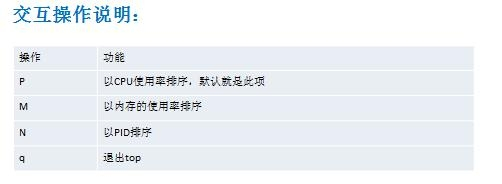 交互操作说明：
操作 功能
P 以CPU使用率排序，默认就是此项
M 以内存的使用率排序
N 以PID排序
q 退出top